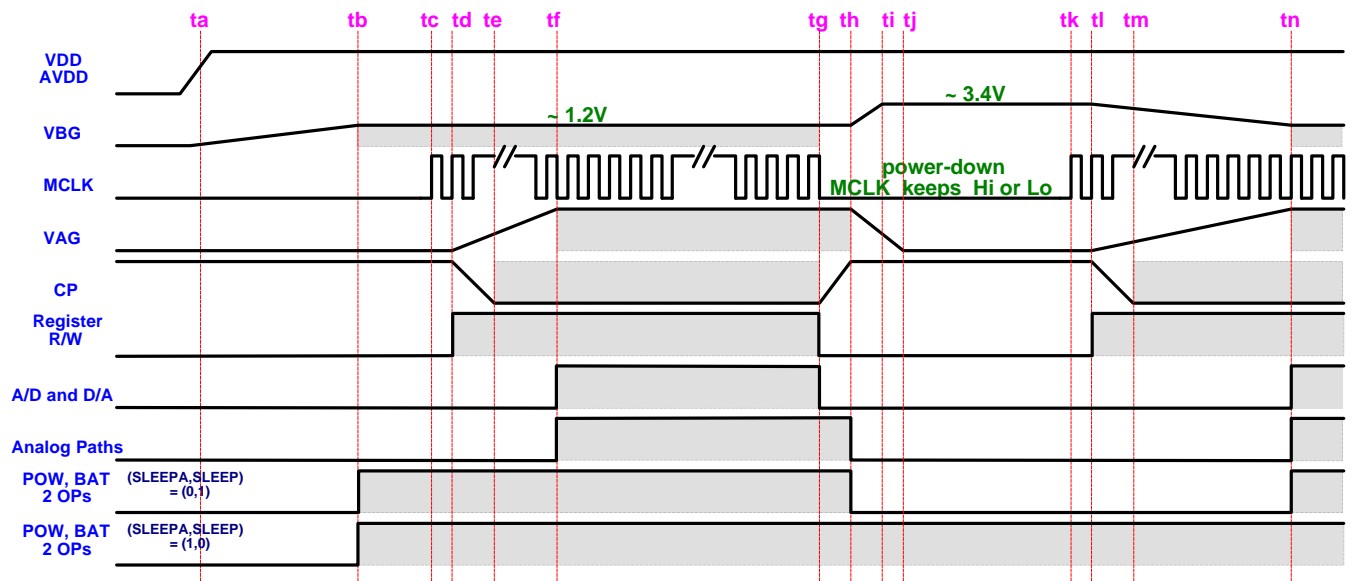 ta tb tc td te tf tg th ti tj tk tl tm tn
VDD
AVDD
~ 3.4V
~ 1.2V
VBG
power-down
MCLK keeps Hi or Lo
MCLK
VAG
CP
Register
R/W
A/D and D/A
Analog Paths
POW, BAT
2 OPs
(SLEEPA,SLEEP)
= (0,1)
POW, BAT
2 OPs
(SLEEPA,SLEEP)
= (1,0)